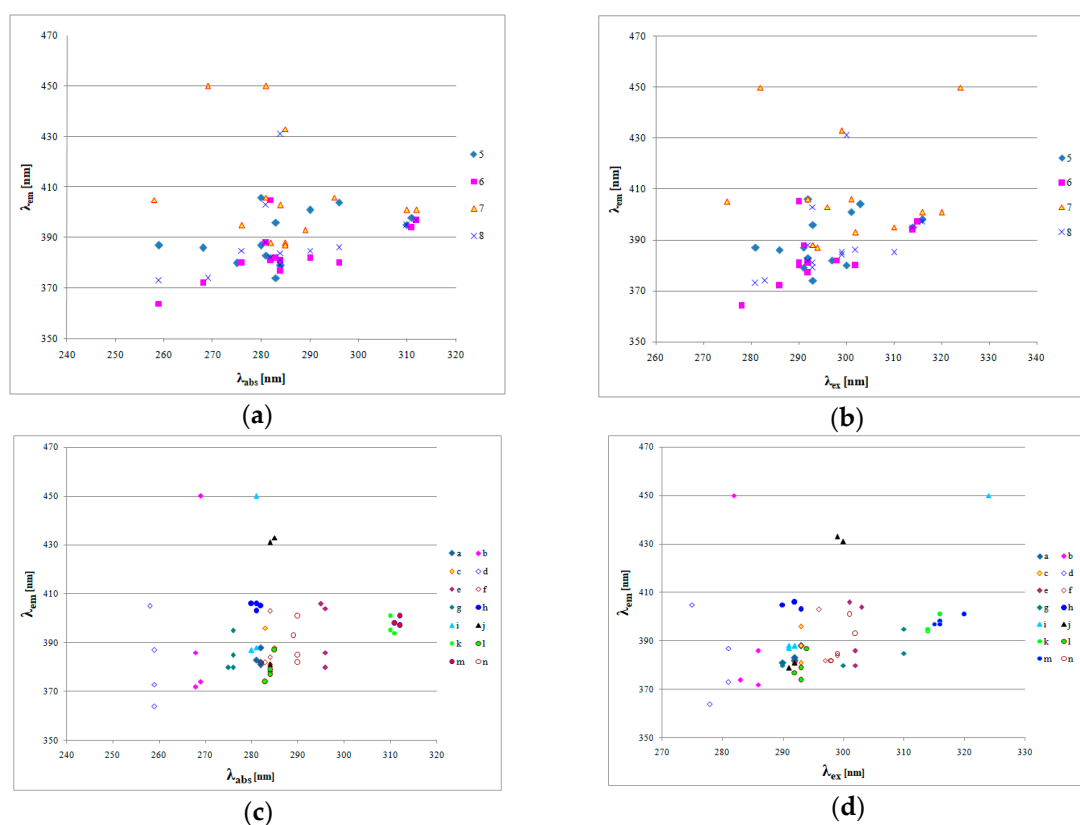 470
450
430
410
390
370
350
240 250 260 270 280 290 300 310 320
λem [nm]
λabs [nm]
5
6
7
8
(a)
470
450
430
410
390
370
350
260 270 280 290 300 310 320 330 340
λem [nm]
λex [nm]
5
6
7
8
(b)
470
450
430
410
390
370
350
240 250 260 270 280 290 300 310 320
λem [nm]
λabs [nm]
a b
c d
e f
g h
i j
k l
m n
(c)
470
450
430
410
390
370
350
270 280 290 300 310 320 330
λem [nm]
λex [nm]
a b
c d
e f
g h
i j
k l
m n
(d)